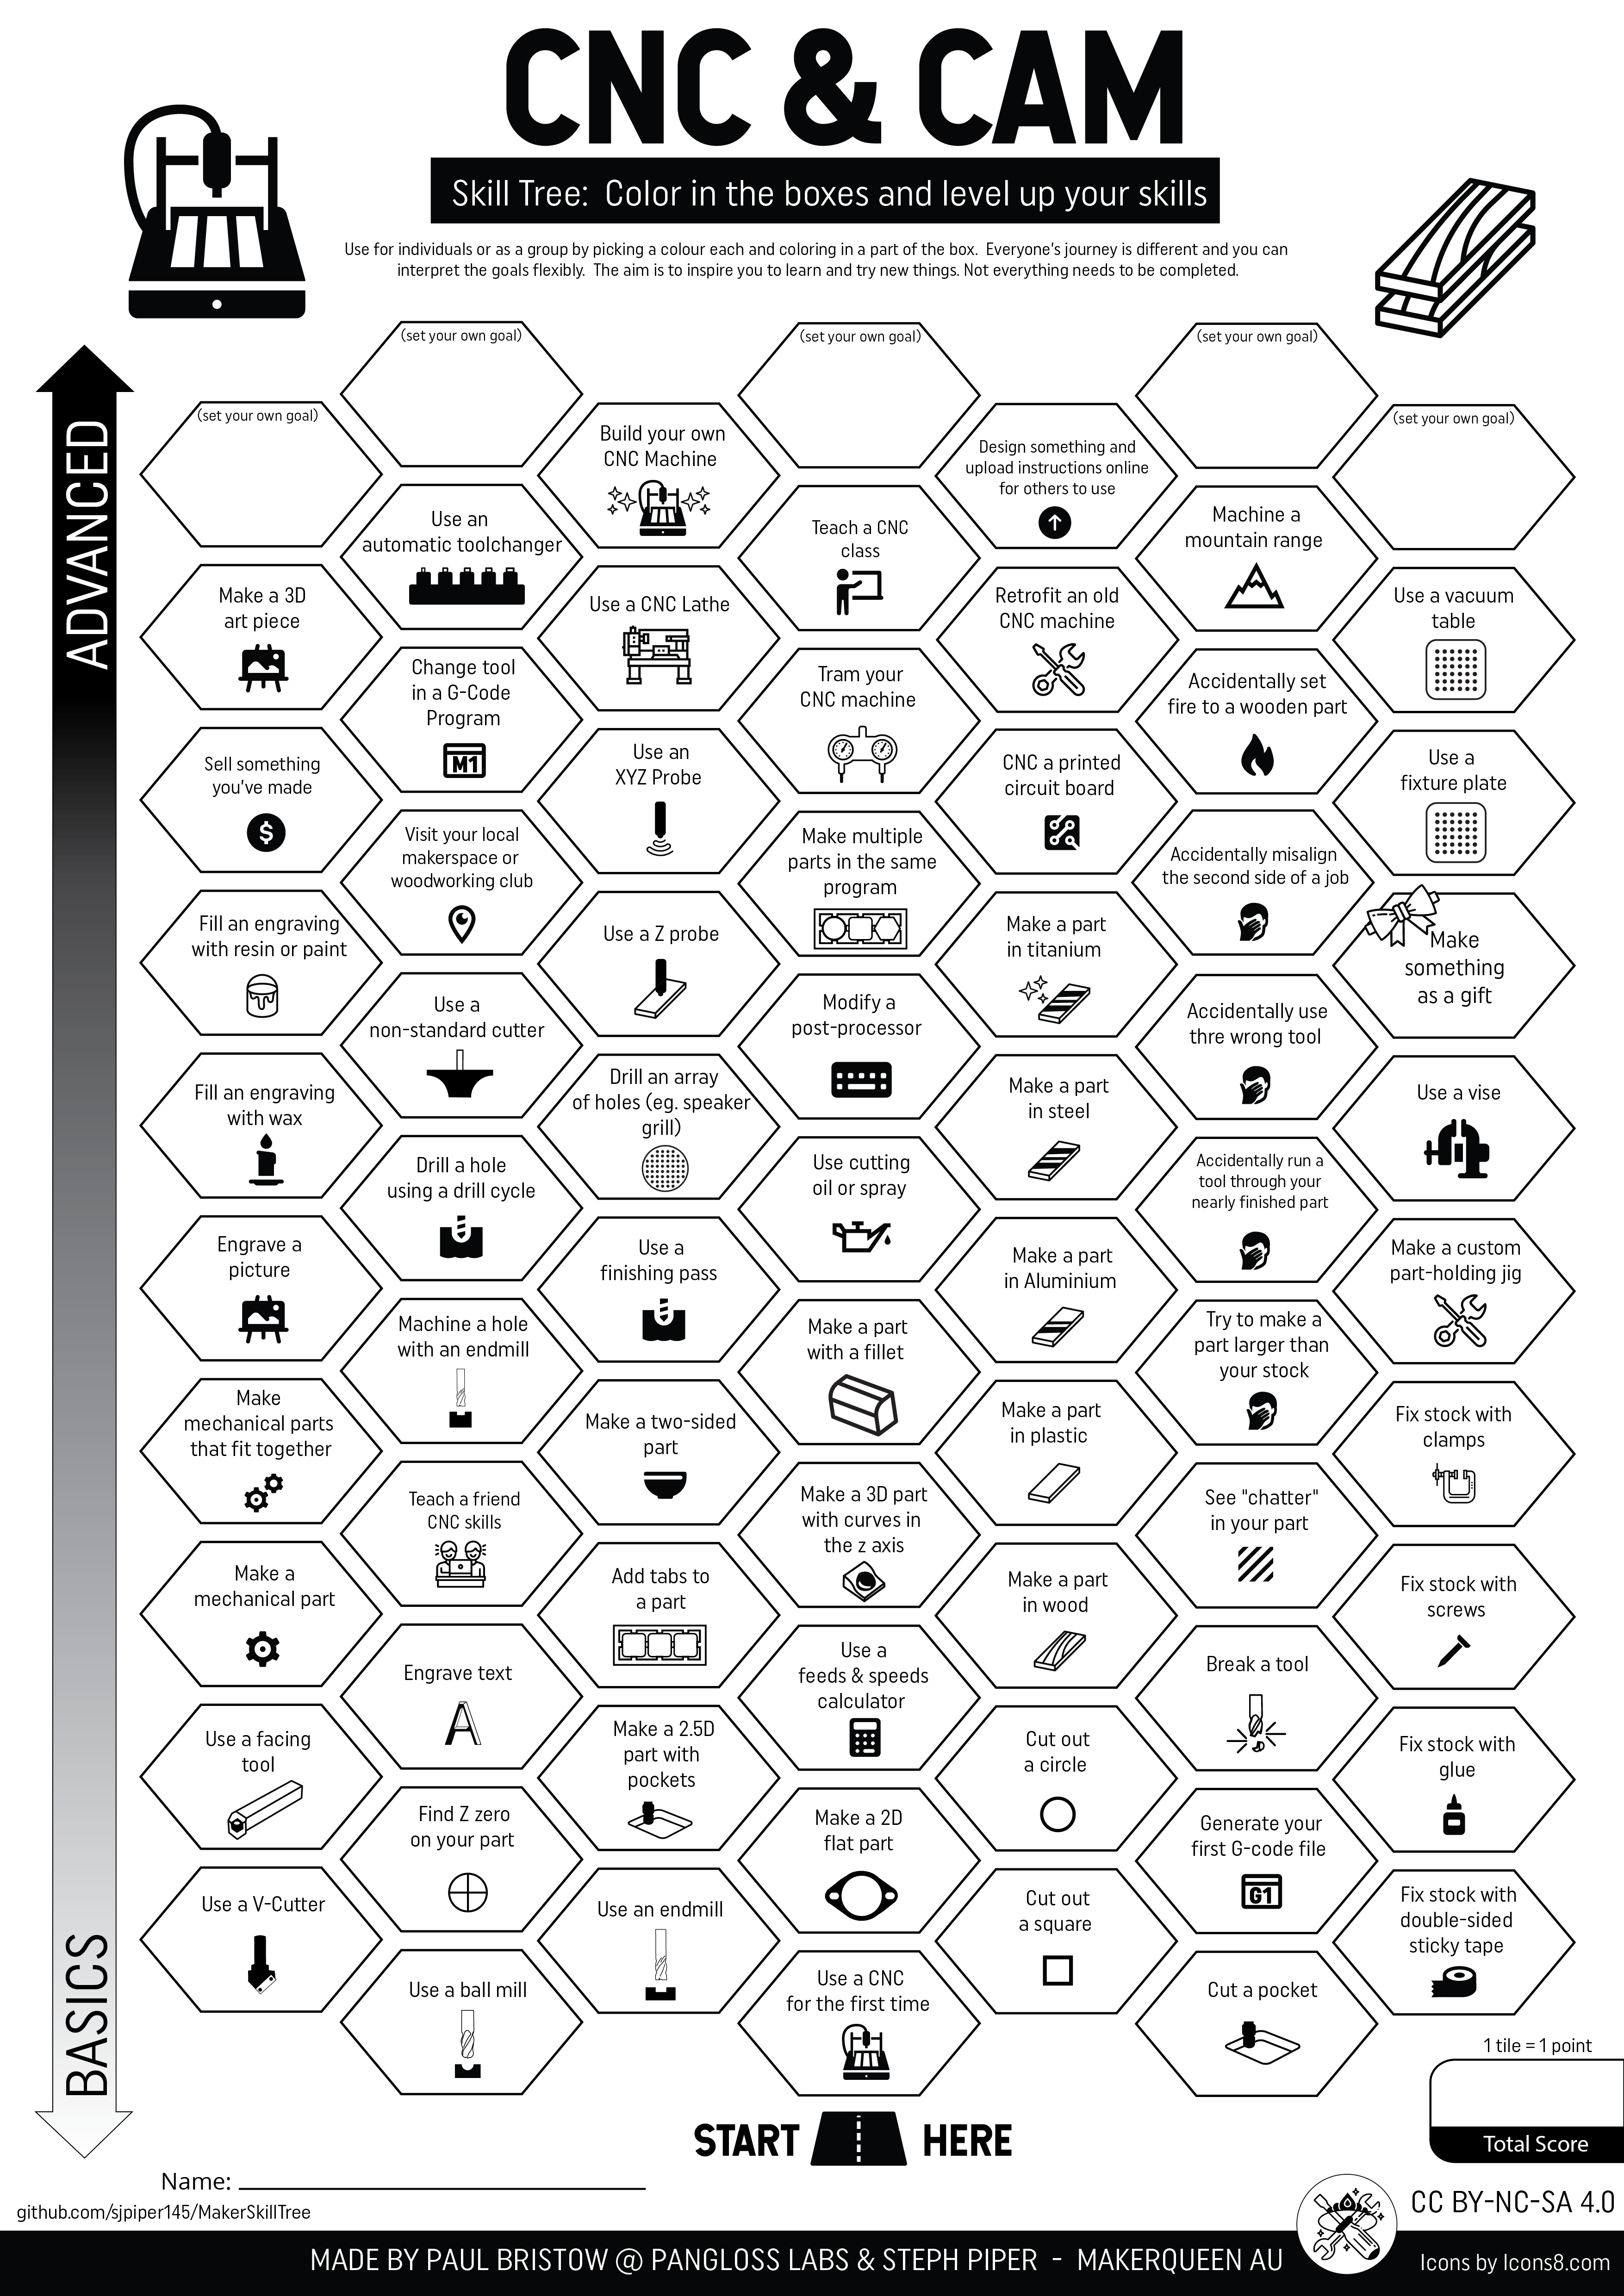 CNC & CAM
Skill Tree:  Color in the boxes and level up your skills
Use for individuals or as a group by picking a colour each and coloring in a part of the box.  Everyone's journey is different and you can
interpret the goals flexibly.  The aim is to inspire you to learn and try new things. Not everything needs to be completed.
ADVANCED
BASICS
(set your own goal)
(set your own goal)
(set your own goal)
(set your own goal)
(set your own goal)
Build your own
CNC Machine
Design something and
upload instructions online
for others to use
Use an
automatic toolchanger
Teach a CNC
class
Machine a
mountain range
Make a 3D
art piece
Use a CNC Lathe
Retrofit an old
CNC machine
Use a vacuum
table
Change tool
in a G-Code
Program
M1
Tram your
CNC machine
Accidentally set
fire to a wooden part
Sell something
you've made
$
Use an
XYZ Probe
CNC a printed
circuit board
Use a
fixture plate
Visit your local
makerspace or
woodworking club
Make multiple
parts in the same
program
Accidentally misalign
the second side of a job
Fill an engraving
with resin or paint
Use a Z probe
Make a part
in titanium
Make
something
as a gift
Use a
non-standard cutter
Modify a
post-processor
Accidentally use
thre wrong tool
Fill an engraving
with wax
Drill an array
of holes (eg. speaker
grill)
Make a part
in steel
Use a vise
Drill a hole
using a drill cycle
Use cutting
oil or spray
Accidentally run a
tool through your
nearly finished part
Engrave a
picture
Use a
finishing pass
Make a part
in Aluminium
Make a custom
part-holding jig
Machine a hole
with an endmill
Make a part
with a fillet
Try to make a
part larger than
your stock
Make
mechanical parts
that fit together
Make a two-sided
part
Make a part
in plastic
Fix stock with
clamps
Teach a friend
CNC skills
Make a 3D part
with curves in
the z axis
See "chatter"
in your part
Make a
mechanical part
Add tabs to
a part
Make a part
in wood
Fix stock with
screws
Engrave text
A
Use a
feeds & speeds
calculator
Break a tool
Use a facing
tool
Make a 2.5D
part with
pockets
Cut out
a circle
Fix stock with
glue
Find Z zero
on your part
Make a 2D
flat part
Generate your
first G-code file
G1
Use a V-Cutter
Use an endmill
Cut out
a square
Fix stock with
double-sided
sticky tape
Use a ball mill
Use a CNC
for the first time
Cut a pocket
1 tile = 1 point
Total Score
START HERE
Name:
github.com/sjpiper145/MakerSkillTree
CC BY-NC-SA 4.0
MADE BY PAUL BRISTOW @ PANGLOSS LABS & STEPH PIPER  -  MAKERQUEEN AU
Icons by Icons8.com